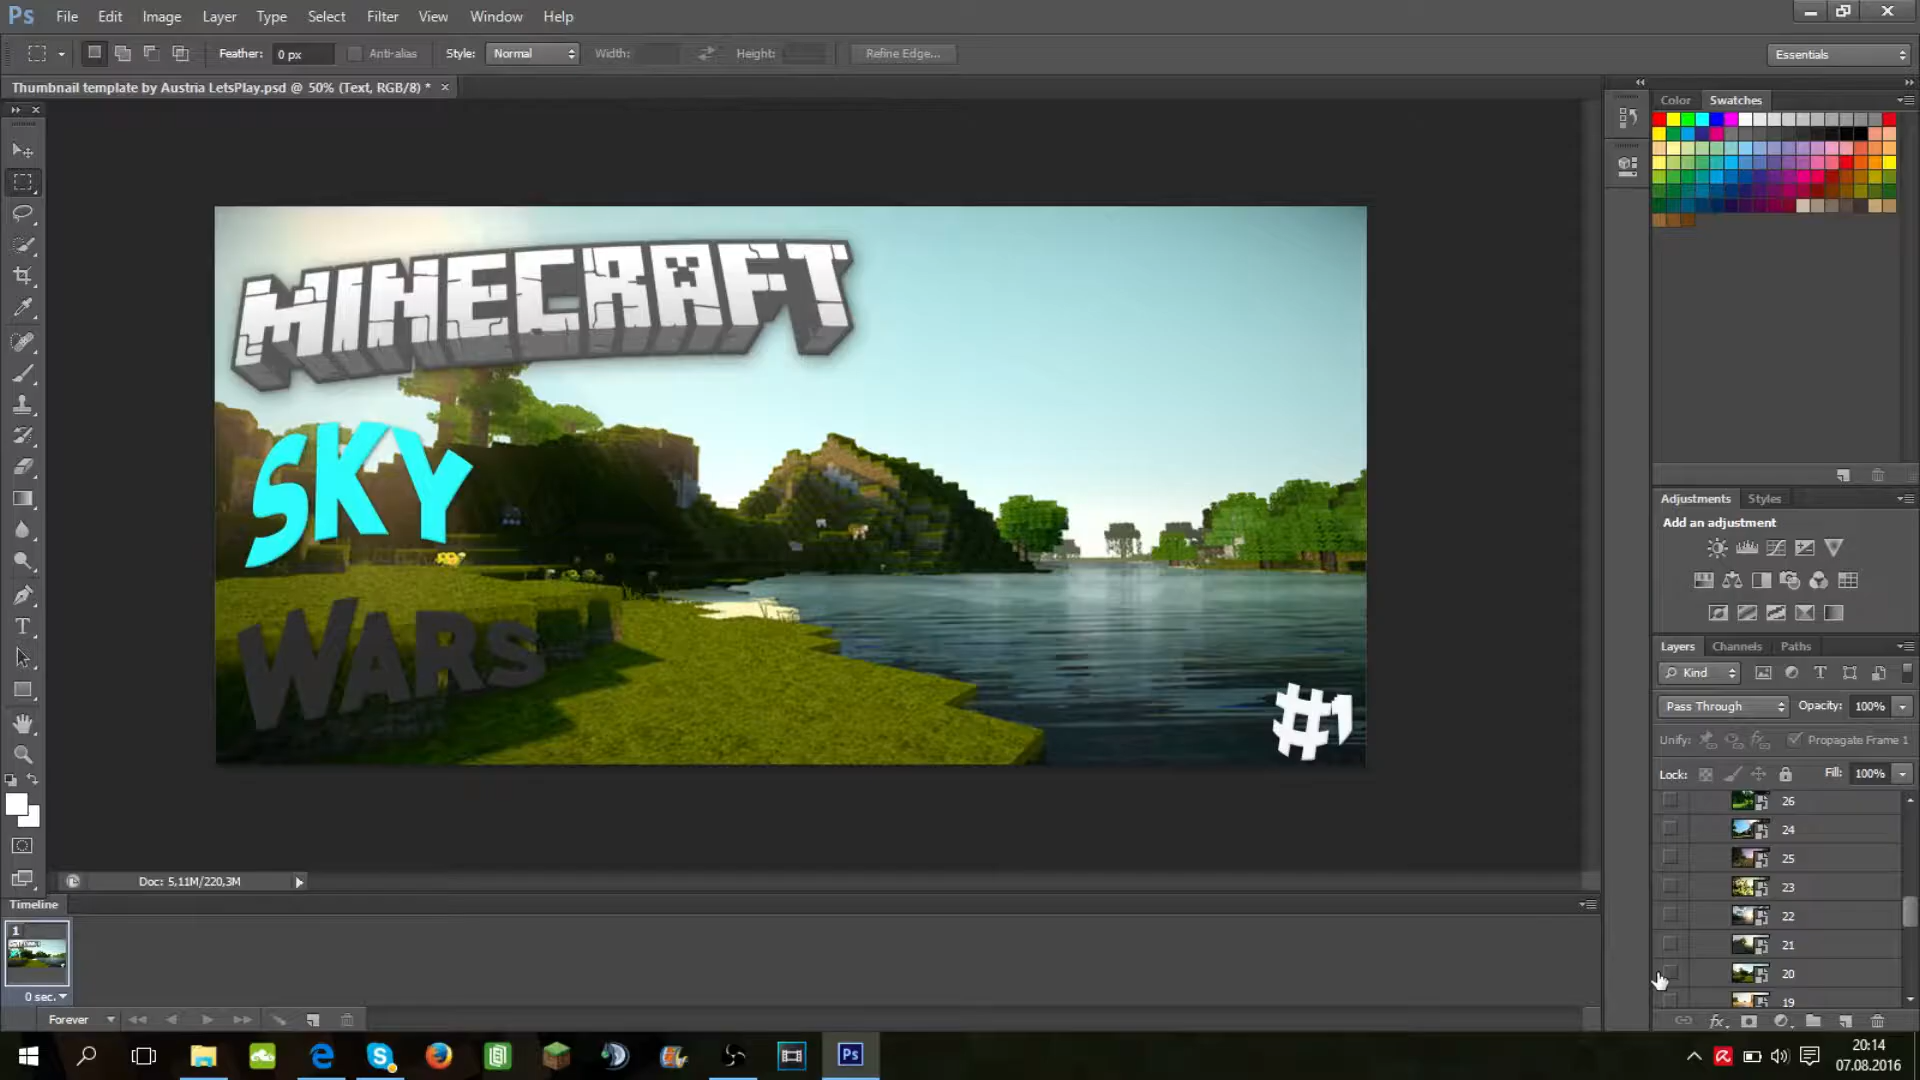 Ps File Edit Image Layer Type Select Filter View Window Help
Feather: 0 px Anti-alias Style: Normal Width: Height: Refine Edge... Essentials
Thumbnail template by Austria LetsPlay.psd @ 50% (Text, RGB/8) * ×
Color Swatches
MINECRAFT
SKY
WARS
#1
Adjustments Styles
Add an adjustment
Layers Channels Paths
Kind
Pass Through Opacity: 100%
Unify: Propagate Frame 1
Lock: Fill: 100%
26
24
25
23
22
21
20
19
Doc: 5,11M/220,3M
Timeline
1
0 sec.
Forever
fx
Ps
20:14
07.08.2016